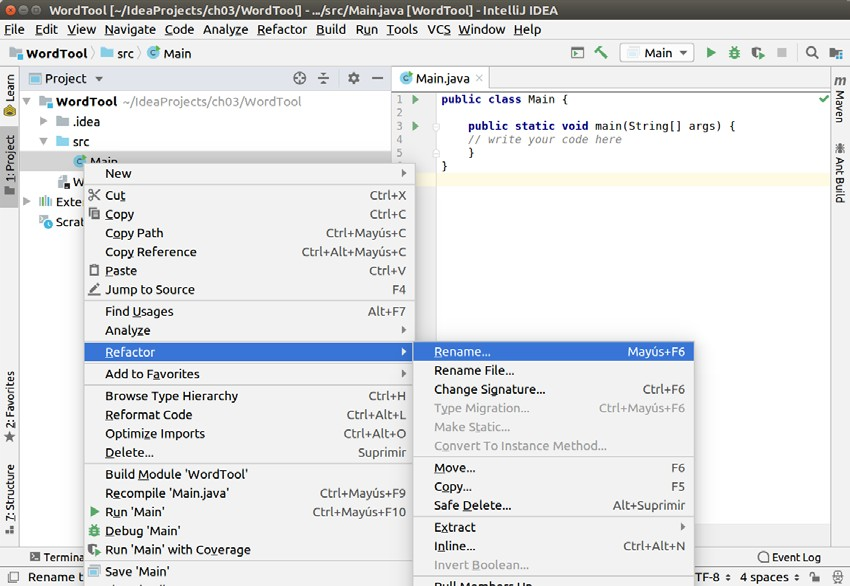 WordTool [~/IdeaProjects/ch03/WordTool] - .../src/Main.java [WordTool] - IntelliJ IDEA
File Edit View Navigate Code Analyze Refactor Build Run Tools VCS Window Help
WordTool src Main
Main
Learn
1: Project
2: Favorites
7: Structure
Project
WordTool ~/IdeaProjects/ch03/WordTool
.idea
src
Main
W
Exte
Scrat
Main.java
1 public class Main {
2
3 public static void main(String[] args) {
4 // write your code here
5 }
}
Maven
Ant Build
New
Cut Ctrl+X
Copy Ctrl+C
Copy Path Ctrl+Mayús+C
Copy Reference Ctrl+Alt+Mayús+C
Paste Ctrl+V
Jump to Source F4
Find Usages Alt+F7
Analyze
Refactor
Add to Favorites
Browse Type Hierarchy Ctrl+H
Reformat Code Ctrl+Alt+L
Optimize Imports Ctrl+Alt+O
Delete... Suprimir
Build Module 'WordTool'
Recompile 'Main.java' Ctrl+Mayús+F9
Run 'Main' Ctrl+Mayús+F10
Debug 'Main'
Run 'Main' with Coverage
Save 'Main'
Rename... Mayús+F6
Rename File...
Change Signature... Ctrl+F6
Type Migration... Ctrl+Mayús+F6
Make Static...
Convert To Instance Method...
Move... F6
Copy... F5
Safe Delete... Alt+Suprimir
Extract
Inline... Ctrl+Alt+N
Invert Boolean...
Pull Members Up
Termina
Event Log
Rename
TF-8 4 spaces